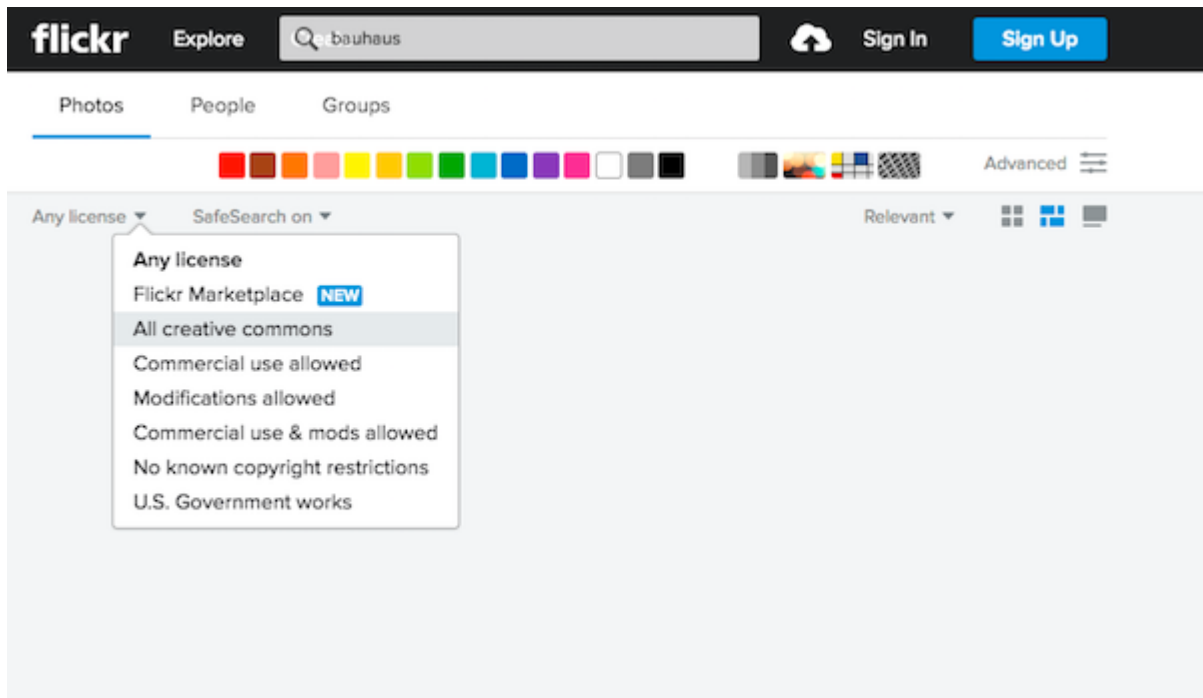 flickr Explore bauhaus Sign In Sign Up
Photos People Groups
Advanced
Any license SafeSearch on Relevant
Any license
Flickr Marketplace NEW
All creative commons
Commercial use allowed
Modifications allowed
Commercial use & mods allowed
No known copyright restrictions
U.S. Government works